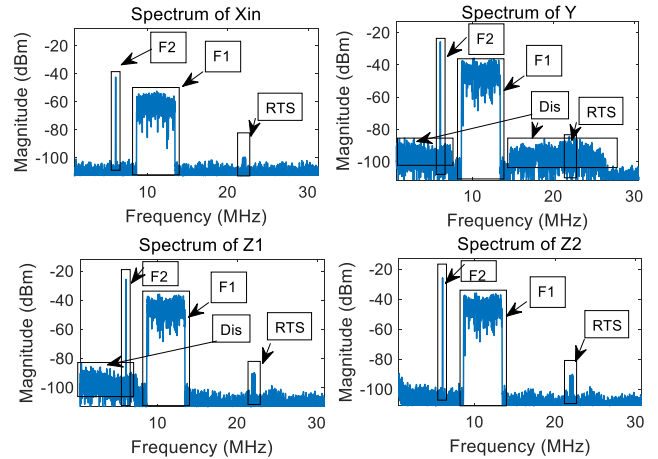 Spectrum of Xin
Magnitude (dBm)
-20
-40
-60
-80
-100
F2
F1
RTS
10
20
30
Frequency (MHz)
Spectrum of Y
Magnitude (dBm)
-20
-40
-60
-80
-100
F2
F1
Dis
RTS
10
20
30
Frequency (MHz)
Spectrum of Z1
Magnitude (dBm)
-20
-40
-60
-80
-100
F2
F1
Dis
RTS
10
20
30
Frequency (MHz)
Spectrum of Z2
Magnitude (dBm)
-20
-40
-60
-80
-100
F2
F1
RTS
10
20
30
Frequency (MHz)